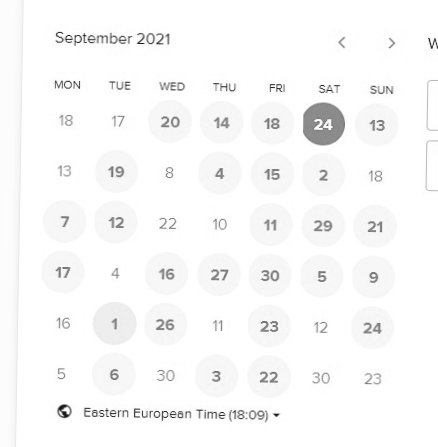 September 2021
W
MON TUE WED THU FRI SAT SUN
18 17 20 14 18 24 13
13 19 8 4 15 2 18
7 12 22 10 11 29 21
17 4 16 27 30 5 9
16 1 26 11 23 12 24
5 6 30 3 22 30 23
Eastern European Time (18:09)